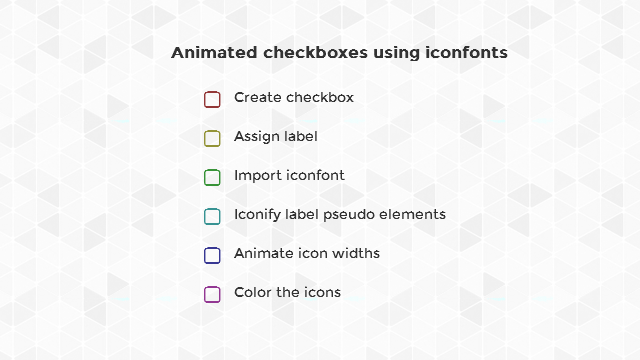 Animated checkboxes using iconfonts
Create checkbox
Assign label
Import iconfont
Iconify label pseudo elements
Animate icon widths
Color the icons